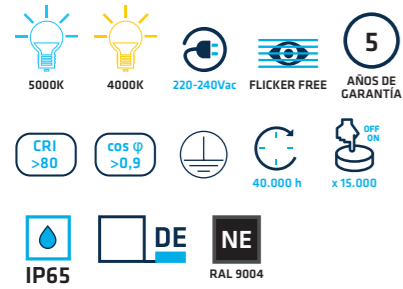 5
5000K
4000K
220-240Vac
FLICKER FREE
AÑOS DE
GARANTÍA
CRI
>80
cos φ
>0,9
OFF
ON
40.000 h
x 15.000
DE
NE
IP65
RAL 9004